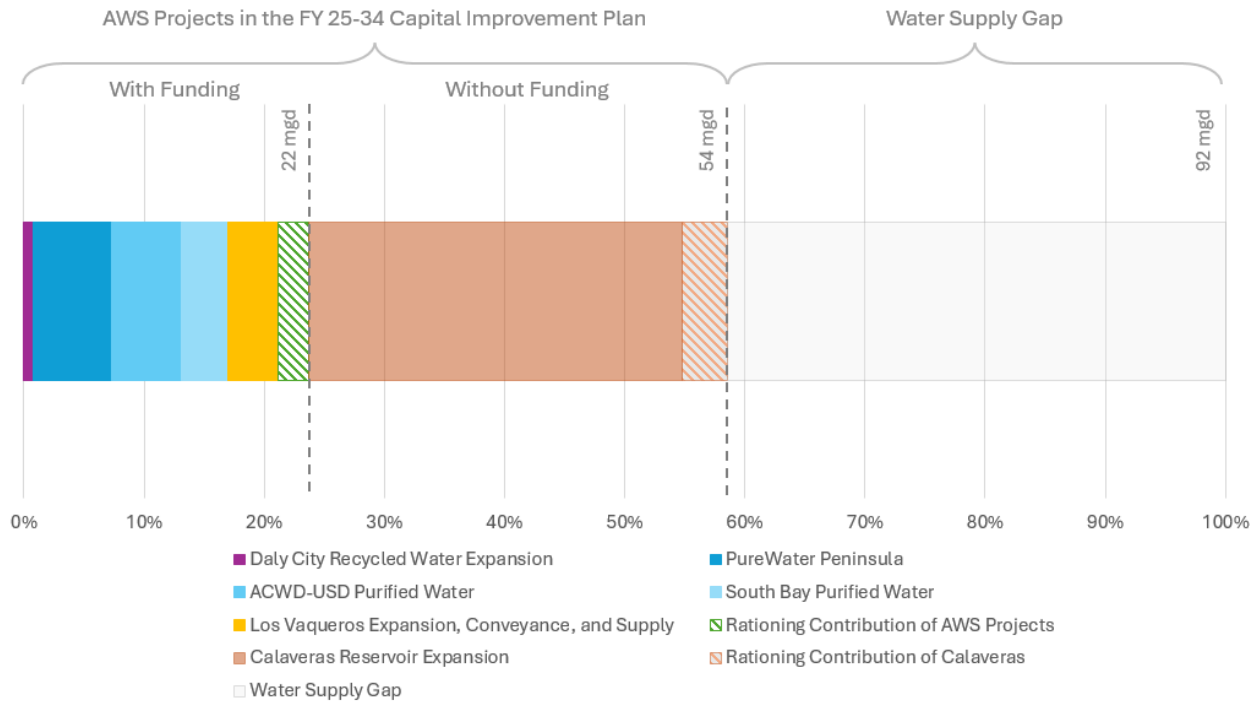 AWS Projects in the FY 25-34 Capital Improvement Plan
Water Supply Gap
With Funding
Without Funding
22 mgd
54 mgd
92 mgd
0%
10%
20%
30%
40%
50%
60%
70%
80%
90%
100%
Daly City Recycled Water Expansion
PureWater Peninsula
ACWD-USD Purified Water
South Bay Purified Water
Los Vaqueros Expansion, Conveyance, and Supply
Rationing Contribution of AWS Projects
Calaveras Reservoir Expansion
Rationing Contribution of Calaveras
Water Supply Gap